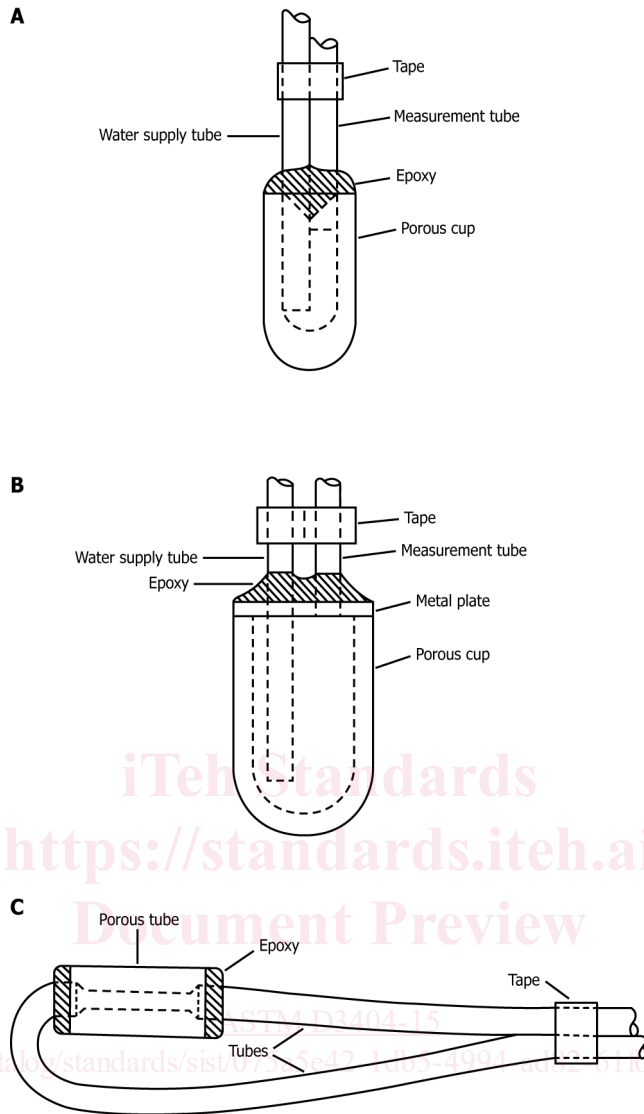 A
Tape
Measurement tube
Water supply tube
Epoxy
Porous cup
B
Tape
Water supply tube
Measurement tube
Epoxy
Metal plate
Porous cup
iTeh Standards
https://standards.iteh.ai
Document Preview
C
Porous tube
Epoxy
Tape
ASTM D3404-15
Tubes